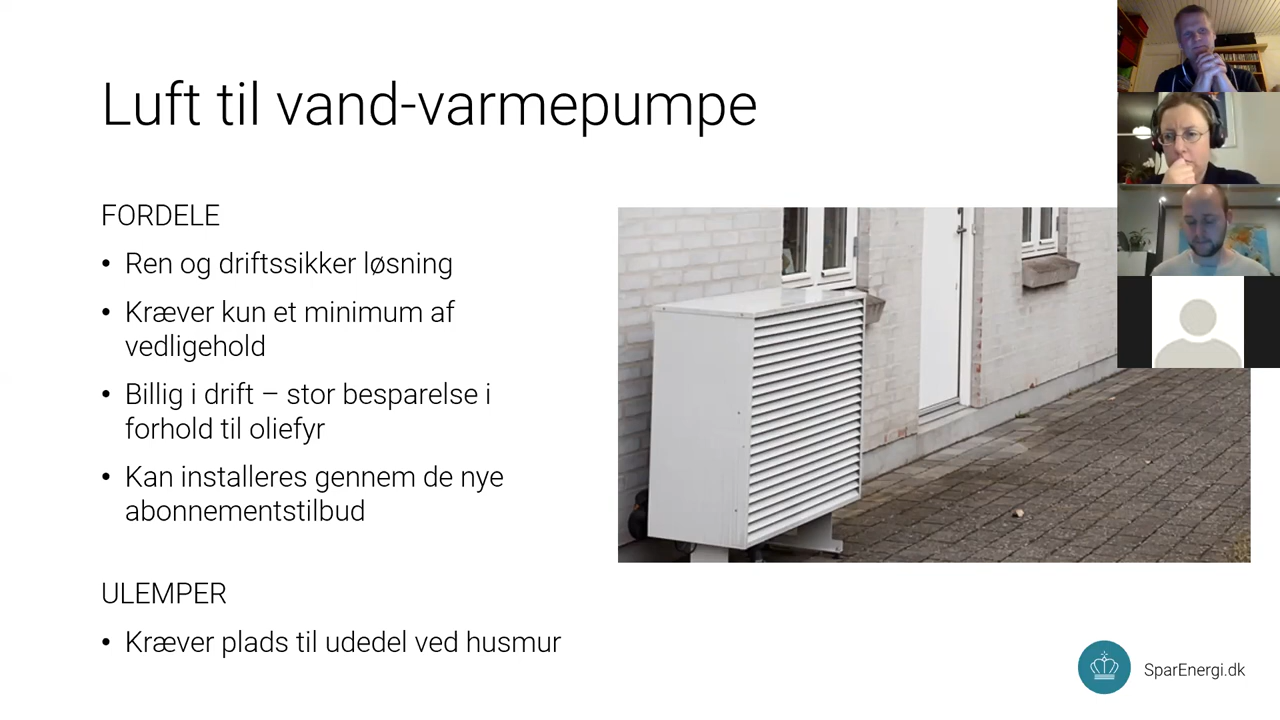 Luft til vand-varmepumpe
FORDELE
• Ren og driftssikker løsning
• Kræver kun et minimum af
vedligehold
• Billig i drift – stor besparelse i
forhold til oliefyr
• Kan installeres gennem de nye
abonnementstilbud
ULEMPER
• Kræver plads til udedel ved husmur
SparEnergi.dk